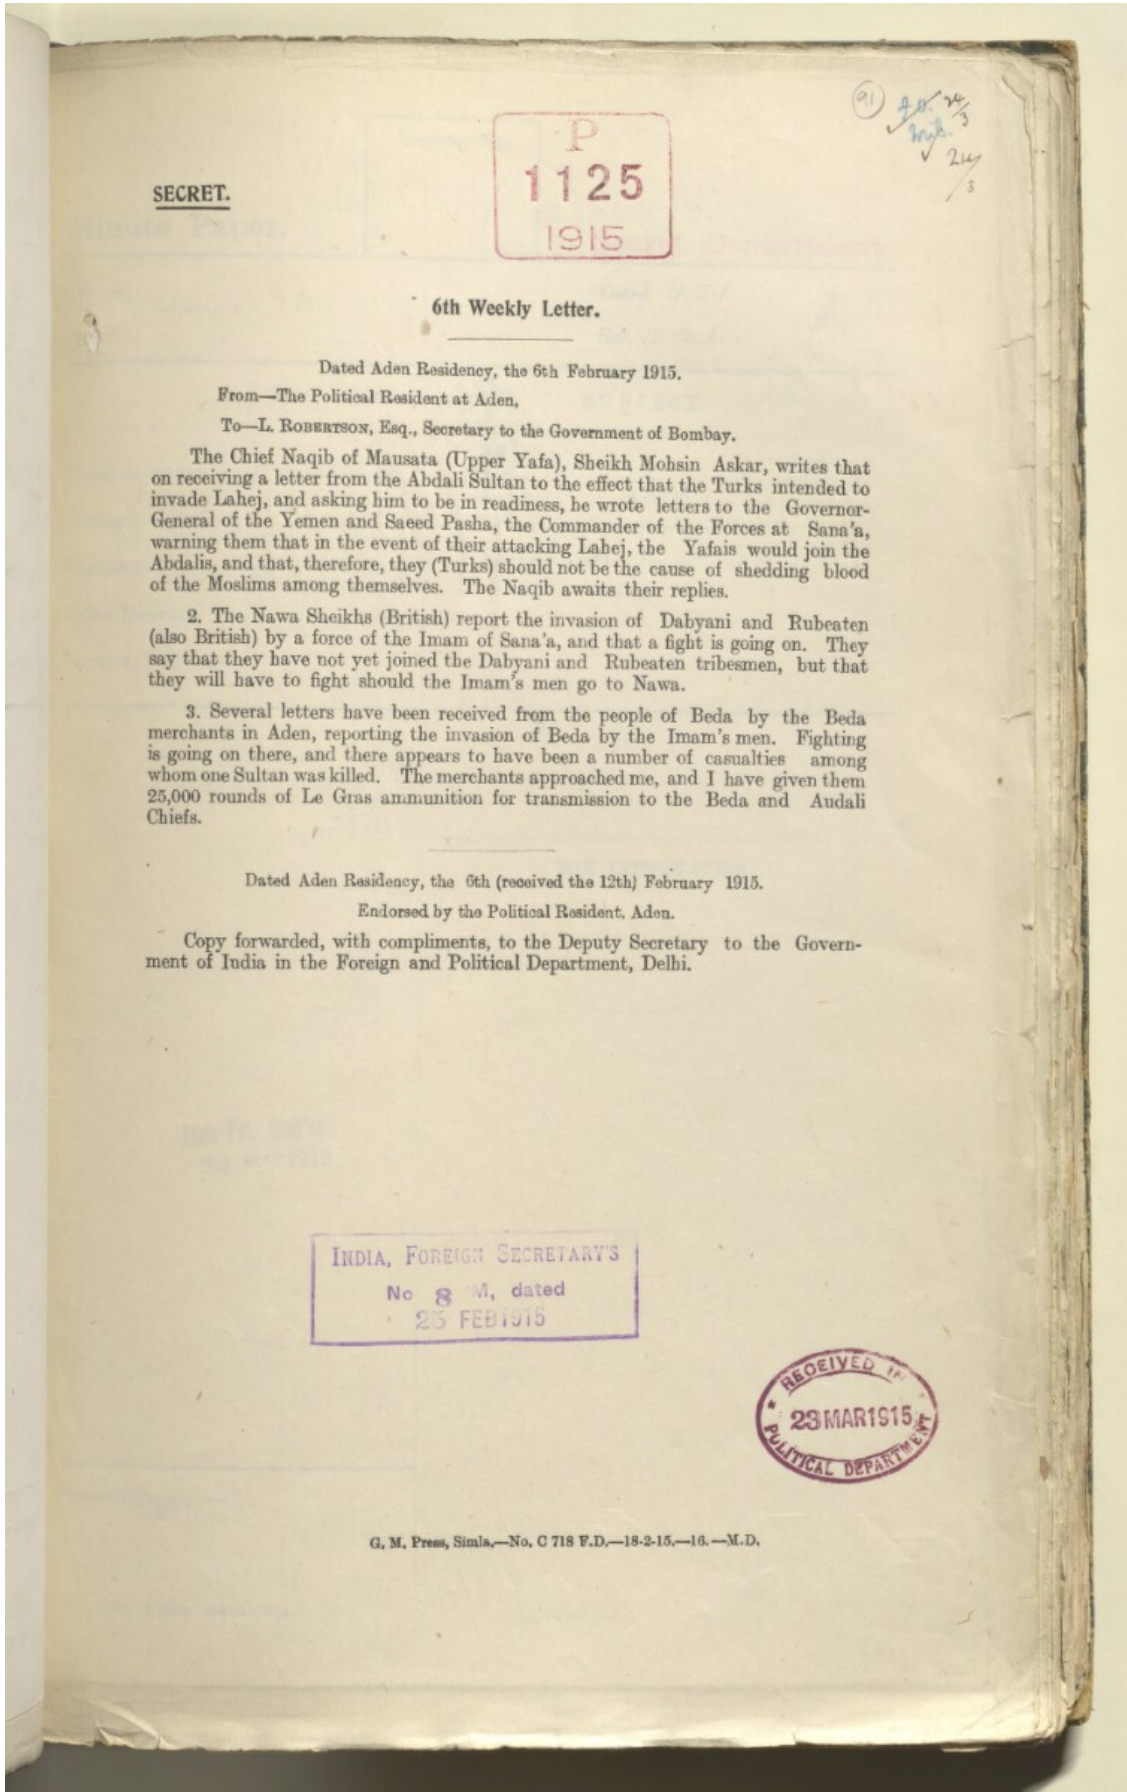 91
24/3
24/3
P
1125
1915
SECRET.
6th Weekly Letter.
Dated Aden Residency, the 6th February 1915.
From—The Political Resident at Aden,
To—L. ROBERTSON, Esq., Secretary to the Government of Bombay.
The Chief Naqib of Mausata (Upper Yafa), Sheikh Mohsin Askar, writes that
on receiving a letter from the Abdali Sultan to the effect that the Turks intended to
invade Lahej, and asking him to be in readiness, he wrote letters to the Governor-
General of the Yemen and Saeed Pasha, the Commander of the Forces at Sana'a,
warning them that in the event of their attacking Lahej, the Yafais would join the
Abdalis, and that, therefore, they (Turks) should not be the cause of shedding blood
of the Moslims among themselves. The Naqib awaits their replies.
2. The Nawa Sheikhs (British) report the invasion of Dabyani and Rubeaten
(also British) by a force of the Imam of Sana'a, and that a fight is going on. They
say that they have not yet joined the Dabyani and Rubeaten tribesmen, but that
they will have to fight should the Imam's men go to Nawa.
3. Several letters have been received from the people of Beda by the Beda
merchants in Aden, reporting the invasion of Beda by the Imam's men. Fighting
is going on there, and there appears to have been a number of casualties among
whom one Sultan was killed. The merchants approached me, and I have given them
25,000 rounds of Le Gras ammunition for transmission to the Beda and Audali
Chiefs.
Dated Aden Residency, the 6th (received the 12th) February 1915.
Endorsed by the Political Resident, Aden.
Copy forwarded, with compliments, to the Deputy Secretary to the Govern-
ment of India in the Foreign and Political Department, Delhi.
INDIA, FOREIGN SECRETARY'S
No 8 M, dated
25 FEB 1915
RECEIVED IN
23 MAR 1915
POLITICAL DEPARTMENT
G. M. Press, Simla.—No. C 718 F.D.—18-2-15.—16.—M.D.